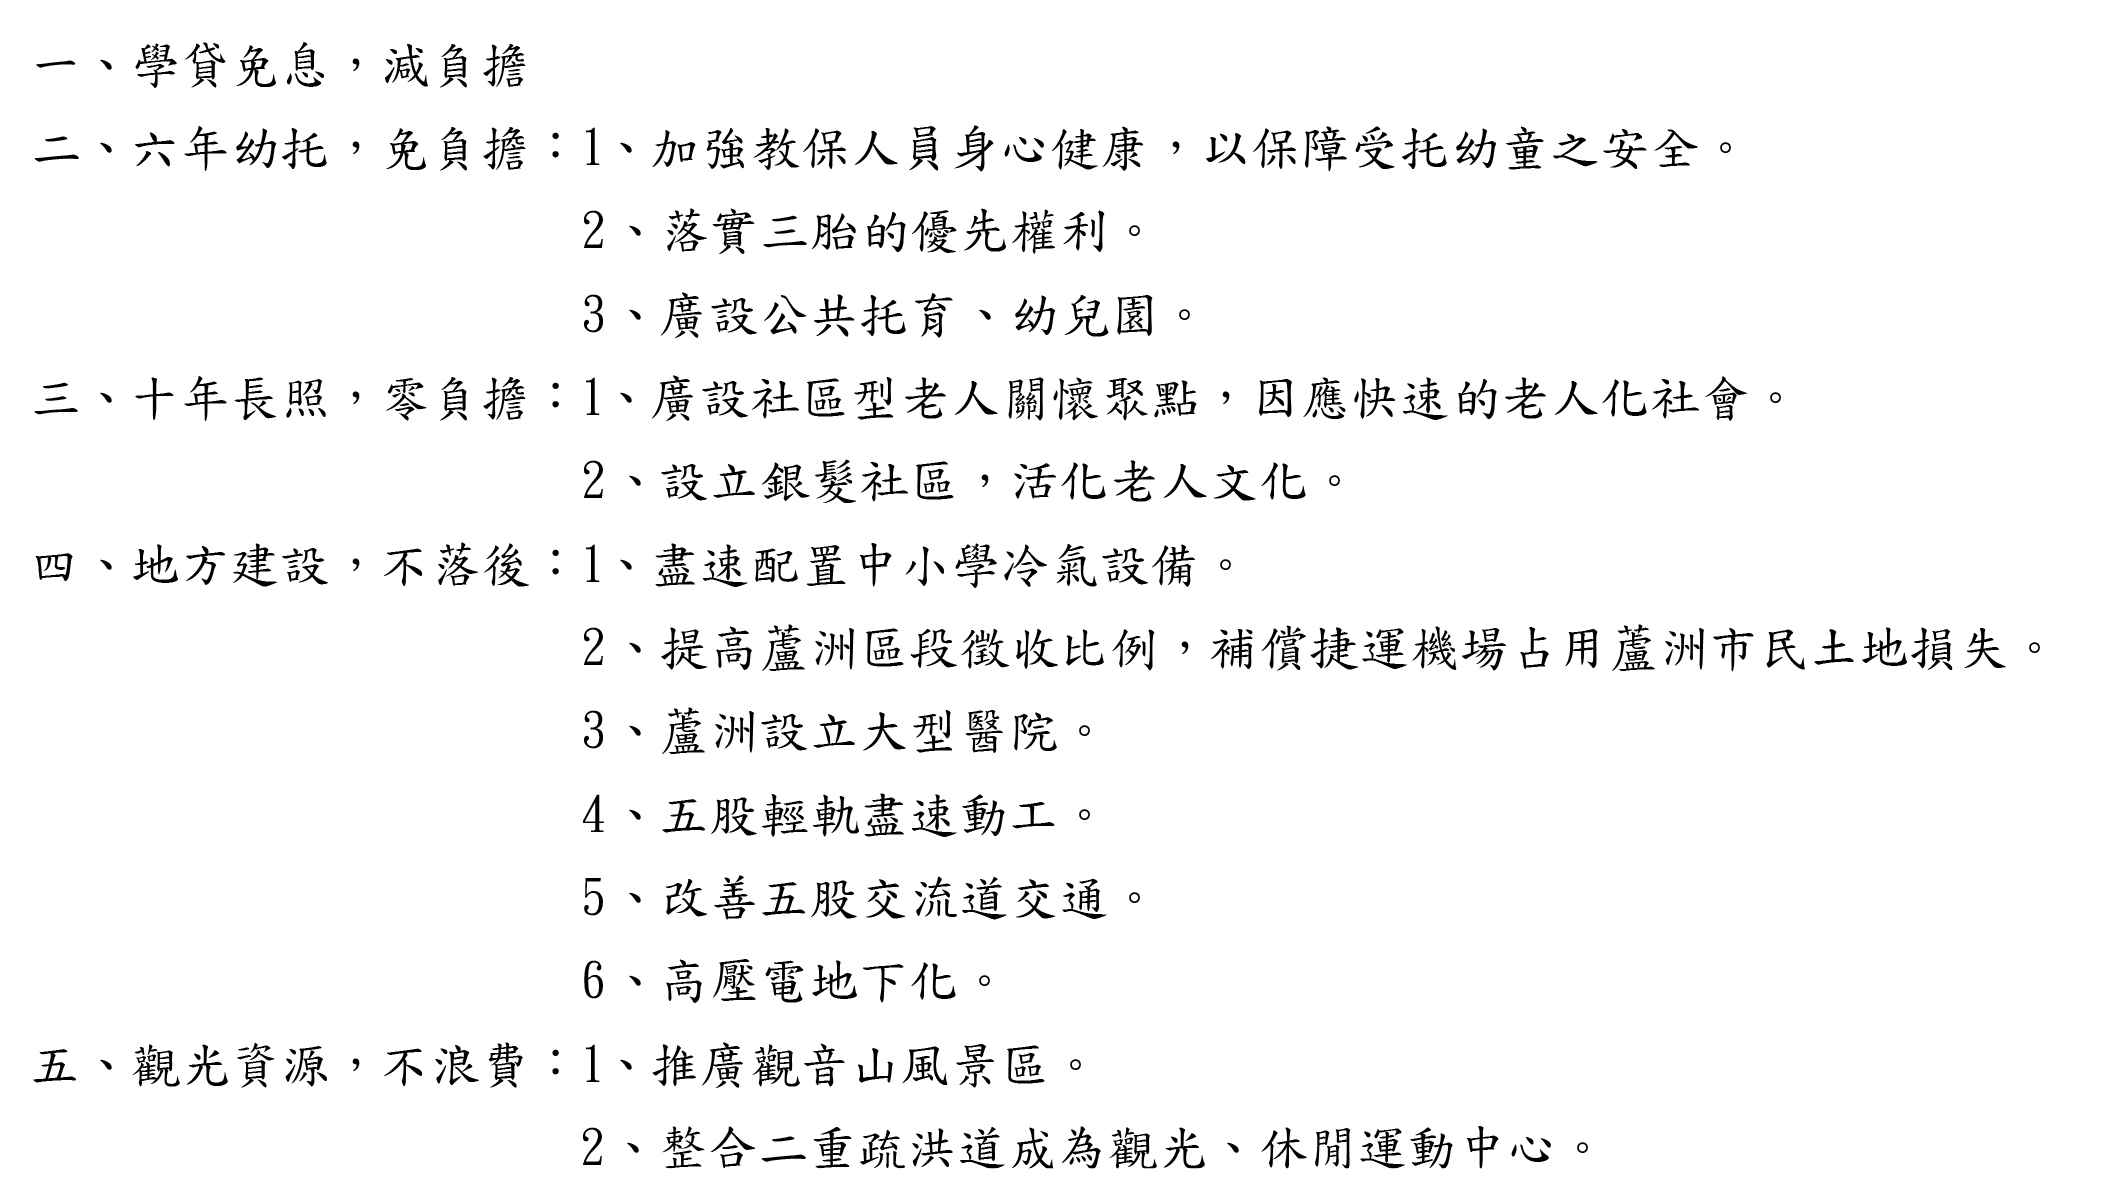 一、學貸免息，減負擔
二、六年幼托，免負擔：1、加強教保人員身心健康，以保障受托幼童之安全。
2、落實三胎的優先權利。
3、廣設公共托育、幼兒園。
三、十年長照，零負擔：1、廣設社區型老人關懷聚點，因應快速的老人化社會。
2、設立銀髮社區，活化老人文化。
四、地方建設，不落後：1、盡速配置中小學冷氣設備。
2、提高蘆洲區段徵收比例，補償捷運機場占用蘆洲市民土地損失。
3、蘆洲設立大型醫院。
4、五股輕軌盡速動工。
5、改善五股交流道交通。
6、高壓電地下化。
五、觀光資源，不浪費：1、推廣觀音山風景區。
2、整合二重疏洪道成為觀光、休閒運動中心。